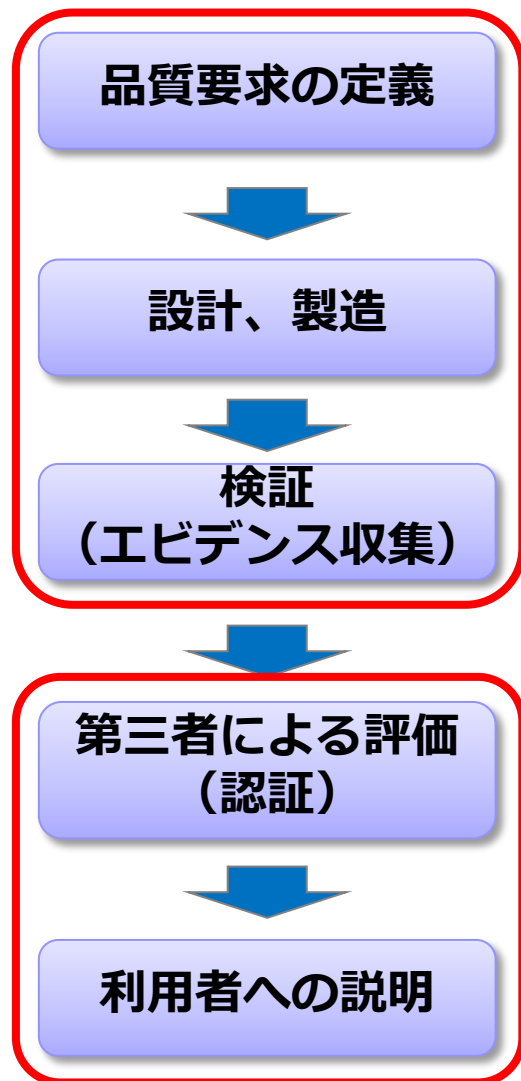 品質要求の定義
設計、製造
検証
（エビデンス収集）
第三者による評価
（認証）
利用者への説明